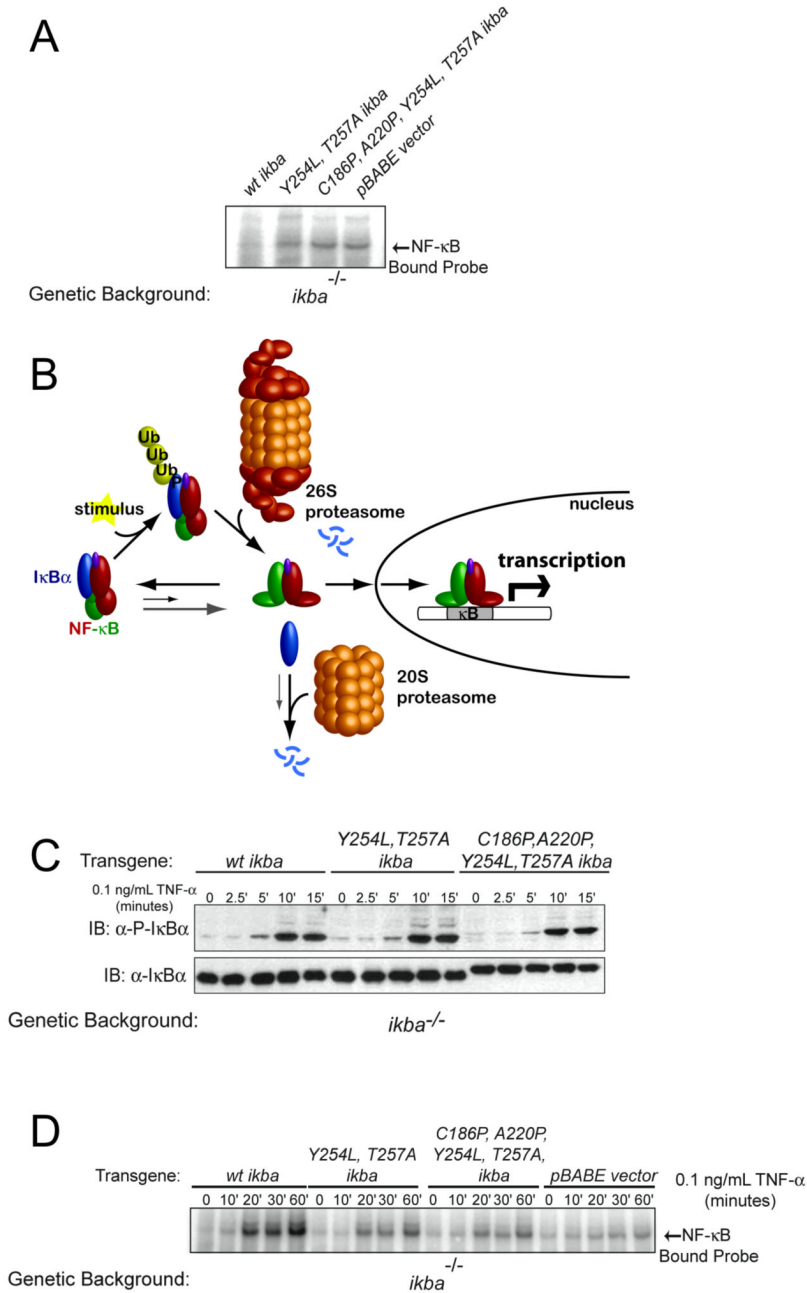 A
wt ikba
Y254L, T257A ikba
C186P, A220P, Y254L, T257A ikba
pBABE vector
←NF-κB
Bound Probe
Genetic Background:
ikba-/-
B
Ub
Ub
Ub
P
stimulus
26S
proteasome
nucleus
transcription
IκBα
NF-κB
κB
20S
proteasome
C
Transgene:
wt ikba
Y254L,T257A
ikba
C186P,A220P,
Y254L,T257A ikba
0.1 ng/mL TNF-α
(minutes)
0 2.5' 5' 10' 15' 0 2.5' 5' 10' 15' 0 2.5' 5' 10' 15'
IB: α-P-IκBα
IB: α-IκBα
Genetic Background:
ikba-/-
D
Transgene:
wt ikba
Y254L, T257A
ikba
C186P, A220P,
Y254L, T257A,
ikba
pBABE vector
0.1 ng/mL TNF-α
(minutes)
0 10' 20' 30' 60' 0 10' 20' 30' 60' 0 10' 20' 30' 60' 0 10' 20' 30' 60'
←NF-κB
Bound Probe
Genetic Background:
ikba-/-